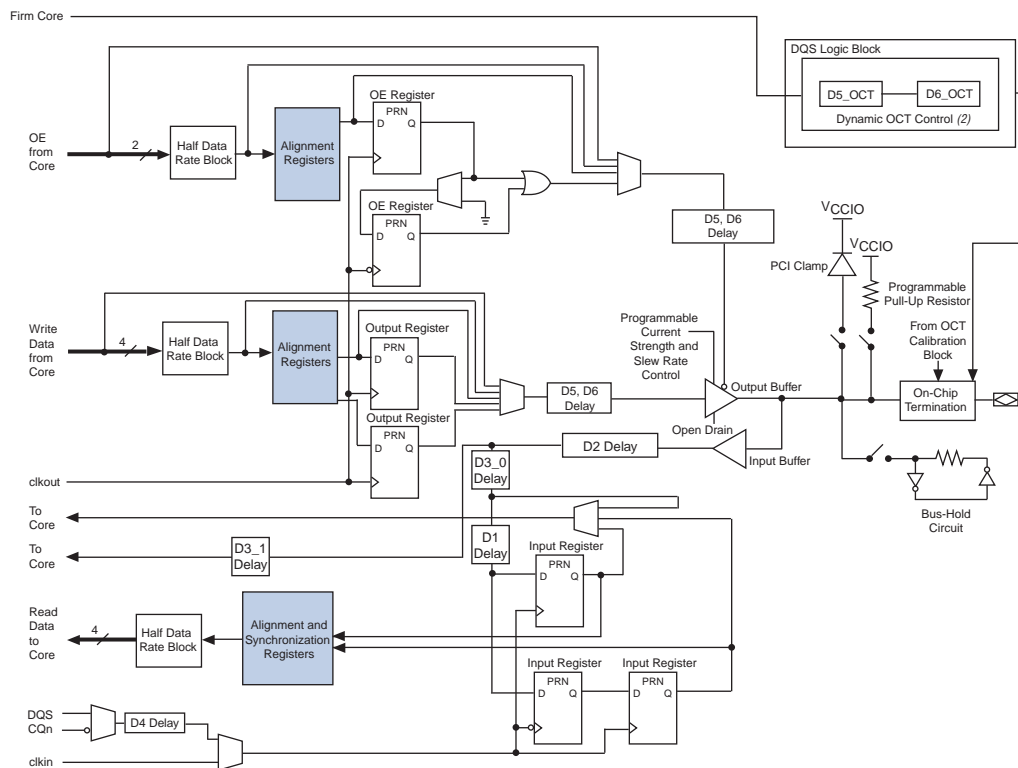 Firm Core
DQS Logic Block
D5_OCT
D6_OCT
Dynamic OCT Control (2)
OE Register
PRN
D
Q
OE
from
Core
2
Half Data
Rate Block
Alignment
Registers
OE Register
PRN
D
Q
D5, D6
Delay
VCCIO
VCCIO
PCI Clamp
Programmable
Pull-Up Resistor
Write
Data
from
Core
4
Half Data
Rate Block
Alignment
Registers
Output Register
PRN
D
Q
Programmable
Current
Strength and
Slew Rate
Control
From OCT
Calibration
Block
D5, D6
Delay
Output Buffer
On-Chip
Termination
Output Register
PRN
D
Q
Open Drain
D2 Delay
Input Buffer
D3_0
Delay
clkout
Bus-Hold
Circuit
To
Core
D1
Delay
To
Core
D3_1
Delay
Input Register
PRN
D
Q
Read
Data
to
Core
4
Half Data
Rate Block
Alignment and
Synchronization
Registers
Input Register
PRN
D
Q
Input Register
PRN
D
Q
DQS
CQn
D4 Delay
clkin